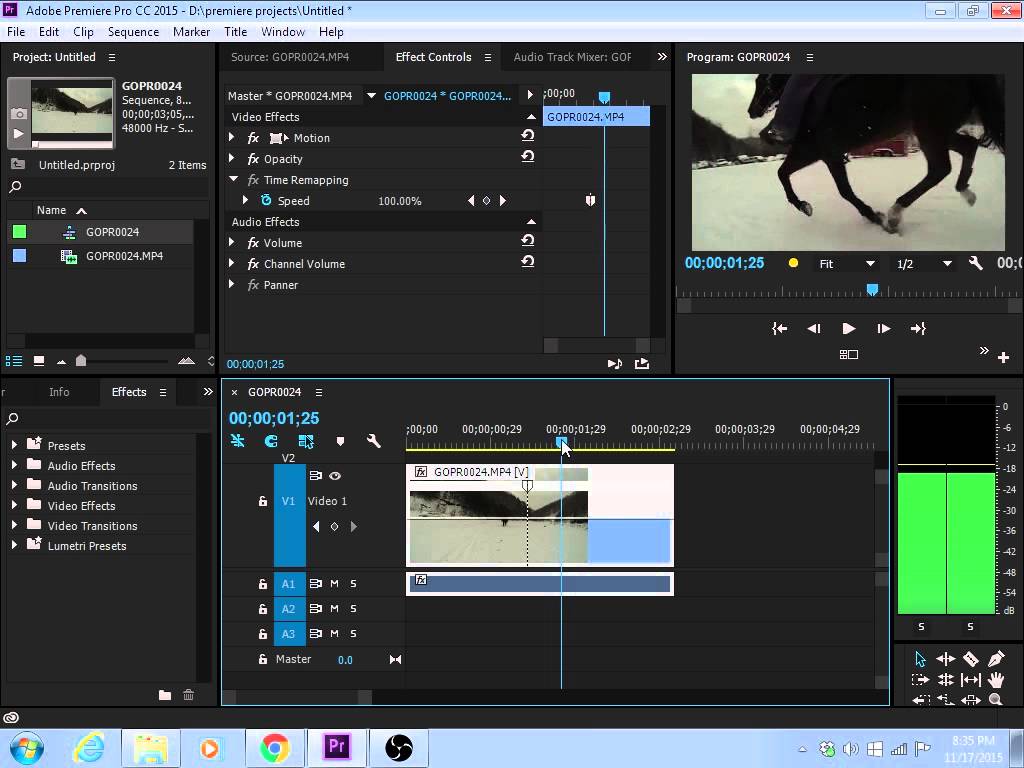 Pr Adobe Premiere Pro CC 2015 - D:\premiere projects\Untitled *
File Edit Clip Sequence Marker Title Window Help
Project: Untitled
GOPR0024
Sequence, 8...
00;00;03;05,...
48000 Hz - S...
Untitled.prproj 2 Items
Name
GOPR0024
GOPR0024.MP4
Source: GOPR0024.MP4 Effect Controls Audio Track Mixer: GOF
Master * GOPR0024.MP4 GOPR0024 * GOPR0024... ;00;00
Video Effects GOPR0024.MP4
fx Motion
fx Opacity
fx Time Remapping
Speed 100.00%
Audio Effects
fx Volume
fx Channel Volume
fx Panner
00;00;01;25
Program: GOPR0024
00;00;01;25 Fit 1/2 00;(
Info Effects
Presets
Audio Effects
Audio Transitions
Video Effects
Video Transitions
Lumetri Presets
× GOPR0024
00;00;01;25
;00;00 00;00;00;29 00;00;01;29 00;00;02;29 00;00;03;29 00;00;04;29
V2
fx GOPR0024.MP4 [V]
V1 Video 1
A1 M S fx
A2 M S
A3 M S
Master 0.0
0
-6
-12
-18
-24
-30
-36
-42
-48
-54
dB
S S
Pr
8:35 PM
11/17/2015